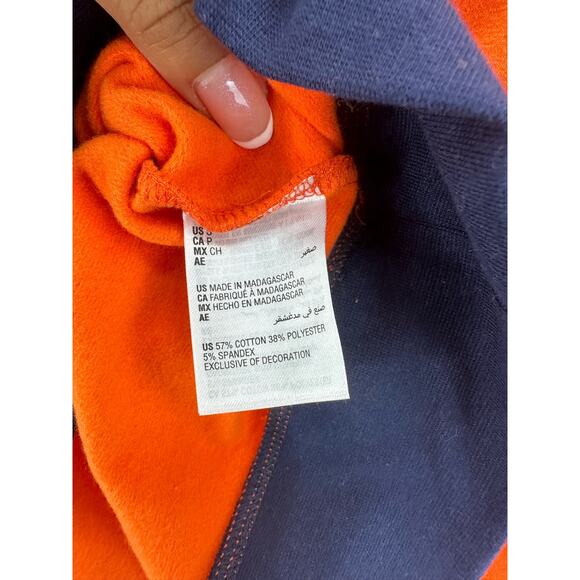 US S
CA P
MX CH
AE صغير
US MADE IN MADAGASCAR
CA FABRIQUÉ À MADAGASCAR
MX HECHO EN MADAGASCAR
AE صنع في مدغشقر
US 57% COTTON 38% POLYESTER
5% SPANDEX
EXCLUSIVE OF DECORATION